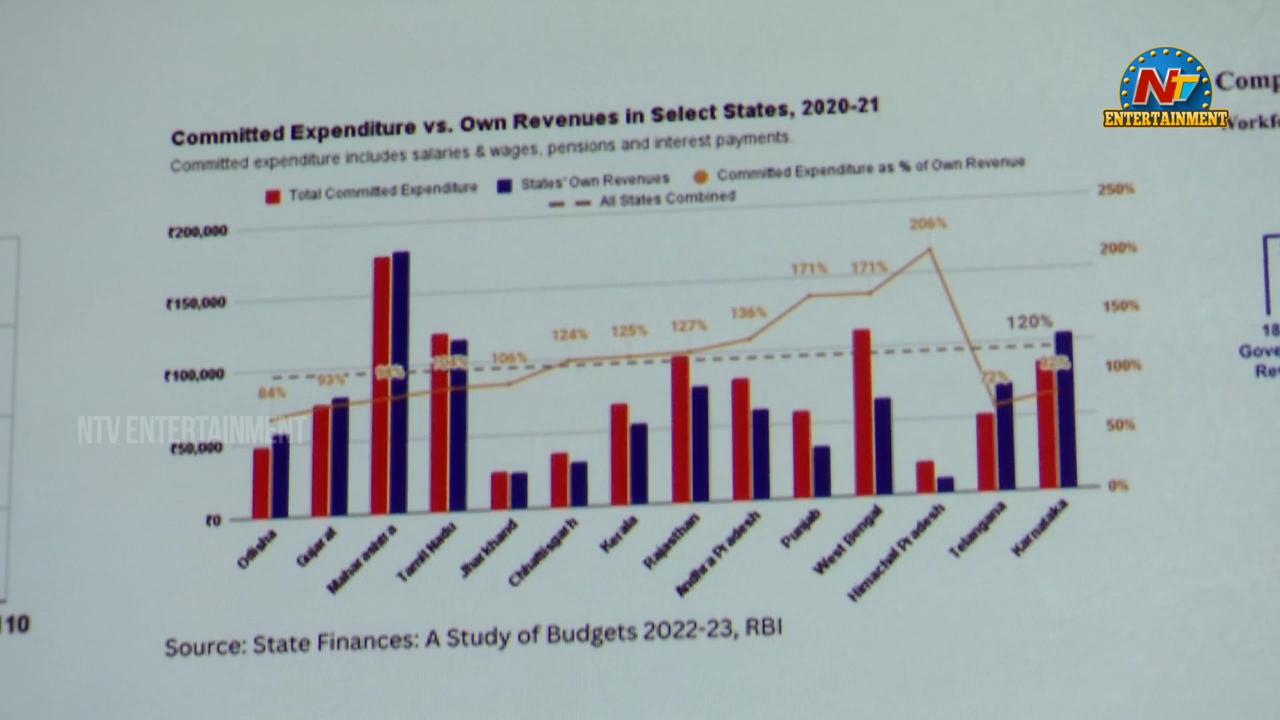 NT
ENTERTAINMENT
Comp
Workfo
Committed Expenditure vs. Own Revenues in Select States, 2020-21
Committed expenditure includes salaries & wages, pensions and interest payments.
Total Committed Expenditure States' Own Revenues Committed Expenditure as % of Own Revenue
All States Combined
₹200,000
₹150,000
₹100,000
₹50,000
₹0
250%
200%
150%
100%
50%
0%
84%
93%
106%
124%
125%
127%
136%
171%
171%
206%
72%
120%
NTV ENTERTAINMENT
Odisha
Gujarat
Maharashtra
Tamil Nadu
Jharkhand
Chhattisgarh
Kerala
Rajasthan
Andhra Pradesh
Punjab
West Bengal
Himachal Pradesh
Telangana
Karnataka
Source: State Finances: A Study of Budgets 2022-23, RBI
110
18
Gove
Re